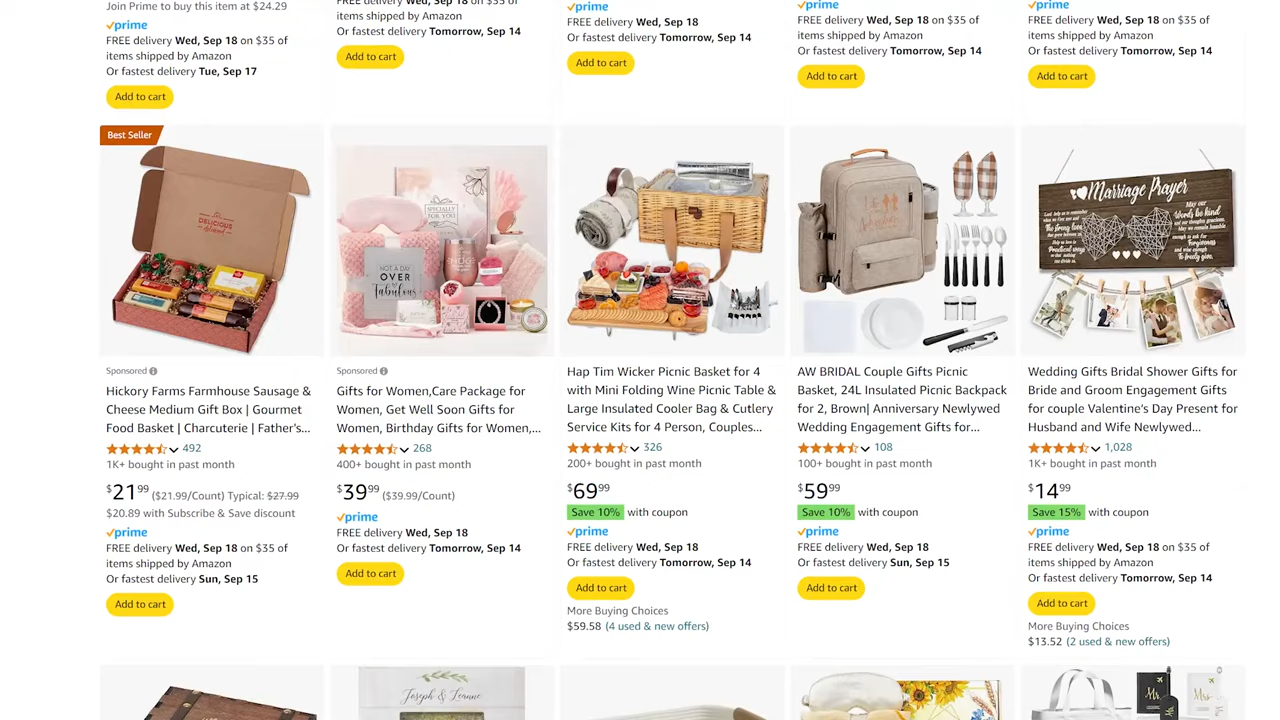 Join Prime to buy this item at $24.29
prime
FREE delivery Wed, Sep 18 on $35 of
items shipped by Amazon
Or fastest delivery Tue, Sep 17
Add to cart
FREE delivery Wed, Sep 18 on $35 of
items shipped by Amazon
Or fastest delivery Tomorrow, Sep 14
Add to cart
prime
FREE delivery Wed, Sep 18
Or fastest delivery Tomorrow, Sep 14
Add to cart
prime
FREE delivery Wed, Sep 18 on $35 of
items shipped by Amazon
Or fastest delivery Tomorrow, Sep 14
Add to cart
prime
FREE delivery Wed, Sep 18 on $35 of
items shipped by Amazon
Or fastest delivery Tomorrow, Sep 14
Add to cart
Best Seller
DELICIOUS
Sponsored
Hickory Farms Farmhouse Sausage &
Cheese Medium Gift Box | Gourmet
Food Basket | Charcuterie | Father's...
492
1K+ bought in past month
$21.99 ($21.99/Count) Typical: $27.99
$20.89 with Subscribe & Save discount
prime
FREE delivery Wed, Sep 18 on $35 of
items shipped by Amazon
Or fastest delivery Sun, Sep 15
Add to cart
SPECIALLY
FOR YOU
NOT A DAY
OVER
Fabulous
Sponsored
Gifts for Women,Care Package for
Women, Get Well Soon Gifts for
Women, Birthday Gifts for Women,...
268
400+ bought in past month
$39.99 ($39.99/Count)
prime
FREE delivery Wed, Sep 18
Or fastest delivery Tomorrow, Sep 14
Add to cart
Hap Tim Wicker Picnic Basket for 4
with Mini Folding Wine Picnic Table &
Large Insulated Cooler Bag & Cutlery
Service Kits for 4 Person, Couples...
326
200+ bought in past month
$69.99
Save 10% with coupon
prime
FREE delivery Wed, Sep 18
Or fastest delivery Tomorrow, Sep 14
Add to cart
More Buying Choices
$59.58 (4 used & new offers)
AW BRIDAL Couple Gifts Picnic
Basket, 24L Insulated Picnic Backpack
for 2, Brown| Anniversary Newlywed
Wedding Engagement Gifts for...
108
100+ bought in past month
$59.99
Save 10% with coupon
prime
FREE delivery Wed, Sep 18
Or fastest delivery Sun, Sep 15
Add to cart
Marriage Prayer
May our
Words be kind
Wedding Gifts Bridal Shower Gifts for
Bride and Groom Engagement Gifts
for couple Valentine's Day Present for
Husband and Wife Newlywed...
1,028
1K+ bought in past month
$14.99
Save 15% with coupon
prime
FREE delivery Wed, Sep 18 on $35 of
items shipped by Amazon
Or fastest delivery Tomorrow, Sep 14
Add to cart
More Buying Choices
$13.52 (2 used & new offers)
Joseph & Leanne
Mr.
Mrs.